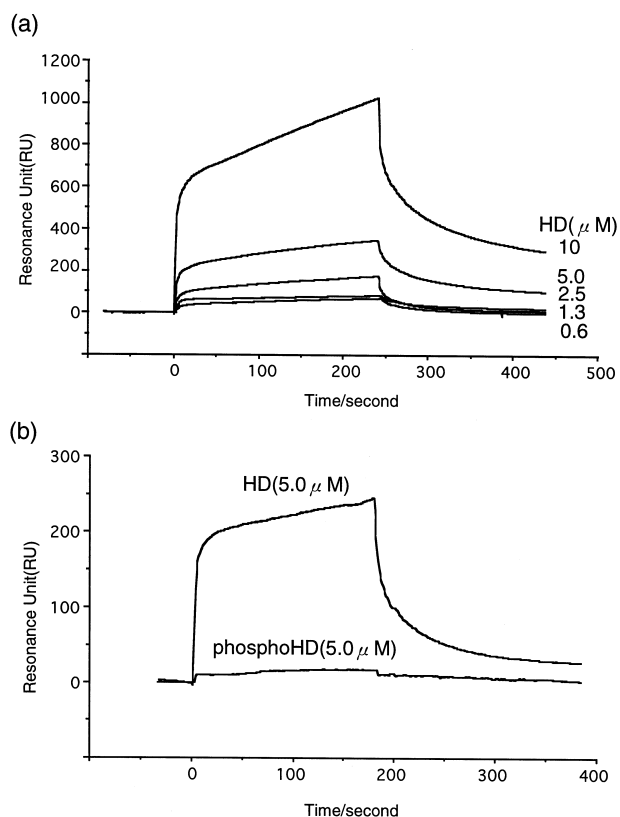 (a)
1200
1000
800
600
400
200
0
Resonance Unit(RU)
HD(μM)
10
5.0
2.5
1.3
0.6
0 100 200 300 400 500
Time/second
(b)
300
200
100
0
Resonance Unit(RU)
HD(5.0μM)
phosphoHD(5.0μM)
0 100 200 300 400
Time/second